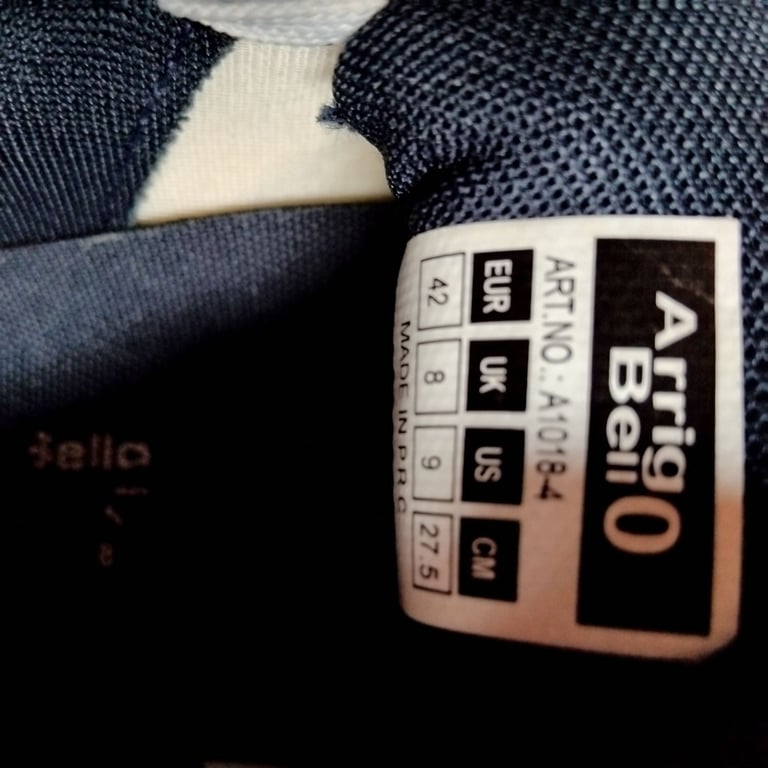 Arrigo
Bello
ART.NO.: A1018-4
EUR UK US CM
42 8 9 27.5
MADE IN P.R.C